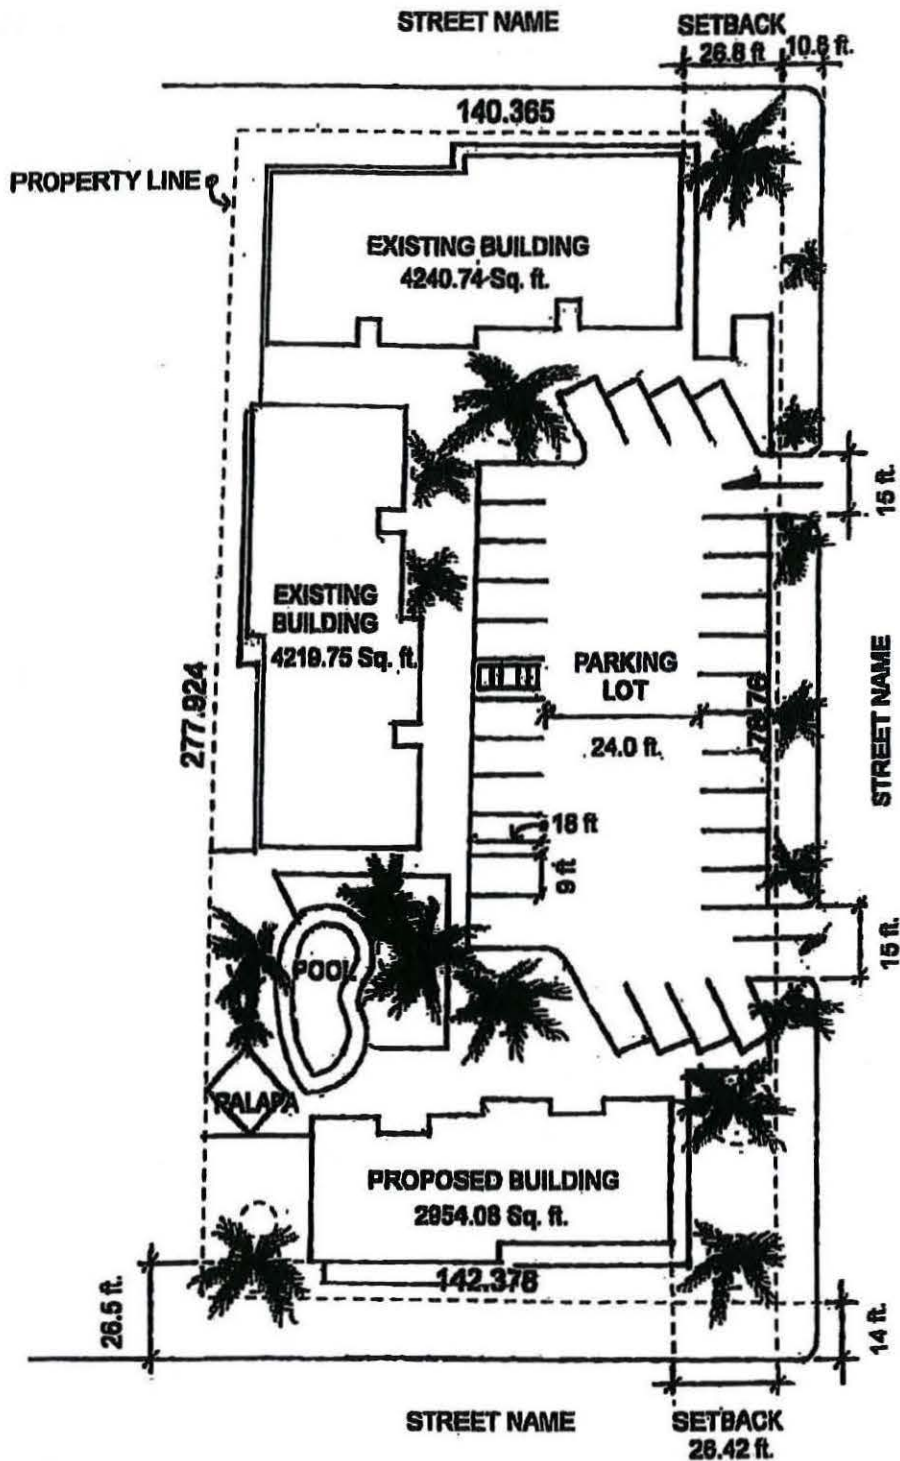 STREET NAME
SETBACK
26.8 ft
10.8 ft.
140.365
PROPERTY LINE
EXISTING BUILDING
4240.74 Sq. ft.
15 ft.
EXISTING
BUILDING
4219.75 Sq. ft.
PARKING
LOT
277.924
78.76
STREET NAME
24.0 ft.
18 ft
9 ft
15 ft.
POOL
PALAPA
PROPOSED BUILDING
2954.08 Sq. ft.
142.378
26.5 ft.
14 ft.
STREET NAME
SETBACK
26.42 ft.